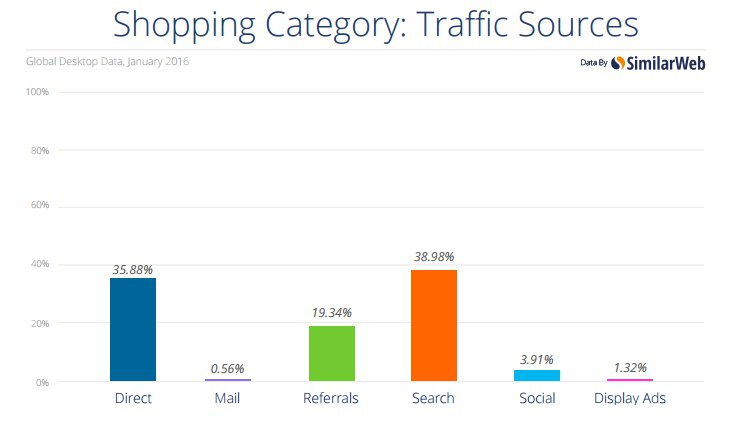 Shopping Category: Traffic Sources
Global Desktop Data, January 2016
Data By SimilarWeb
100%
80%
60%
40%
20%
0%
35.88%
0.56%
19.34%
38.98%
3.91%
1.32%
Direct
Mail
Referrals
Search
Social
Display Ads